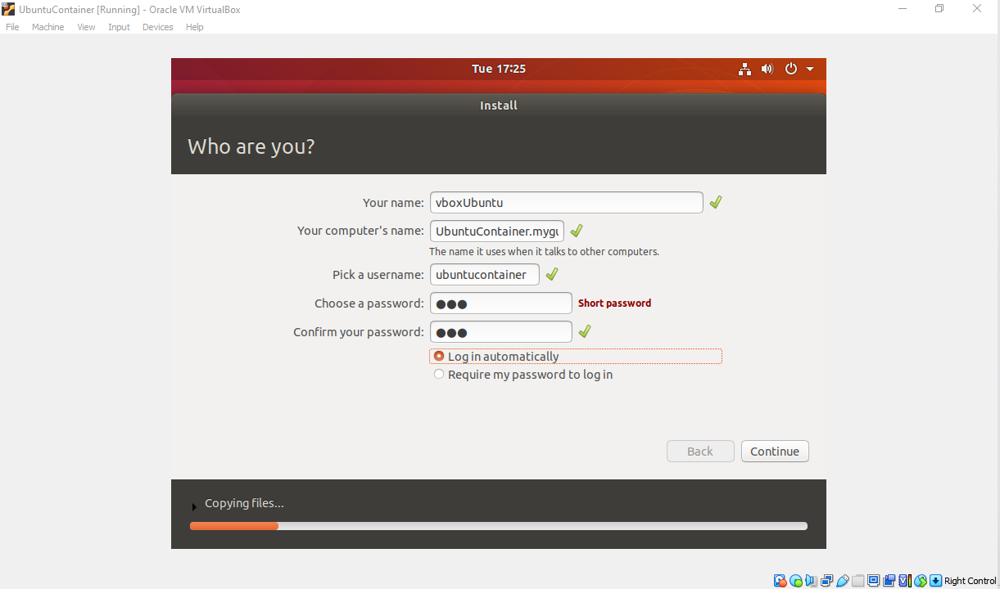 UbuntuContainer [Running] - Oracle VM VirtualBox
File Machine View Input Devices Help
Tue 17:25
Install
Who are you?
Your name: vboxUbuntu
Your computer's name: UbuntuContainer.mygu
The name it uses when it talks to other computers.
Pick a username: ubuntucontainer
Choose a password: ●●● Short password
Confirm your password: ●●●
Log in automatically
Require my password to log in
Back Continue
Copying files...
Right Control